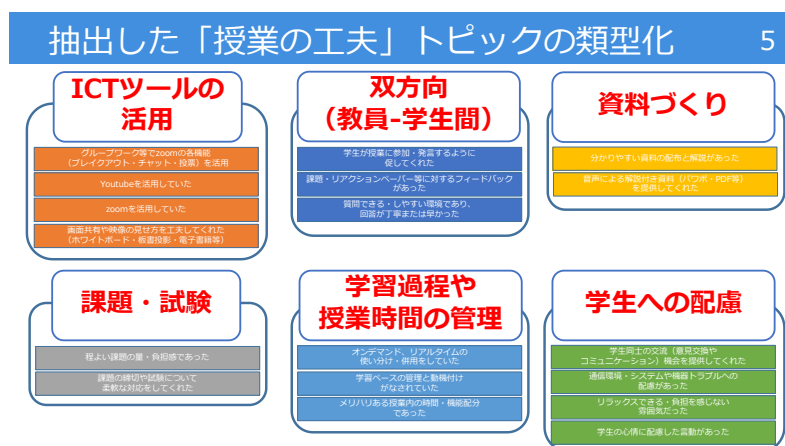 抽出した「授業の工夫」トピックの類型化
5
ICTツールの
活用
グループワーク等でzoomの各機能
（ブレイクアウト・チャット・投票）を活用
Youtubeを活用していた
zoomを活用していた
画面共有や映像の見せ方を工夫してくれた
（ホワイトボード・板書投影・電子書籍等）
双方向
（教員-学生間）
学生が授業に参加・発言するように
促してくれた
課題・リアクションペーパー等に対するフィードバック
があった
質問できる・しやすい環境であり、
回答が丁寧または早かった
資料づくり
分かりやすい資料の配布と解説があった
音声による解説付き資料（パワポ・PDF等）
を提供してくれた
課題・試験
程よい課題の量・負担感であった
課題の締切や試験について
柔軟な対応をしてくれた
学習過程や
授業時間の管理
オンデマンド、リアルタイムの
使い分け・併用をしていた
学習ペースの管理と動機付け
がなされていた
メリハリある授業内の時間・機能配分
であった
学生への配慮
学生同士の交流（意見交換や
コミュニケーション）機会を提供してくれた
通信環境・システムや機器トラブルへの
配慮があった
リラックスできる・負担を感じない
雰囲気だった
学生の心情に配慮した言動があった